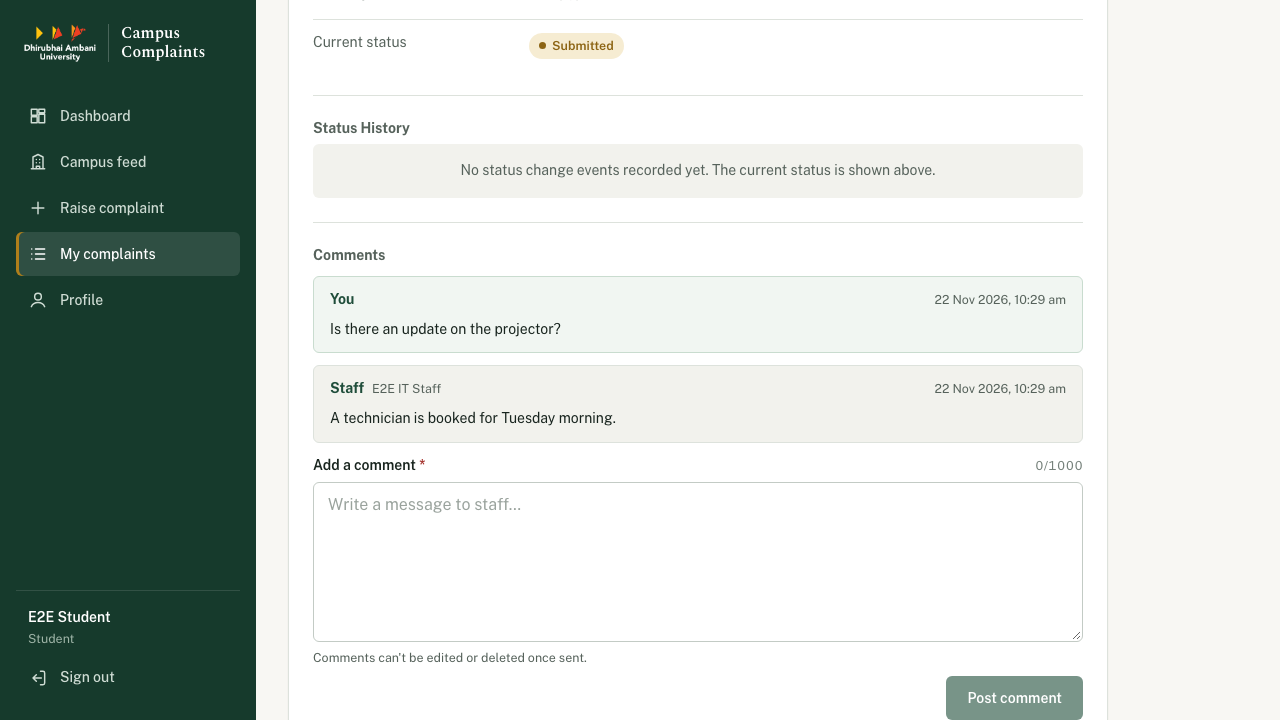 Dhirubhai Ambani
University
Campus
Complaints
Dashboard
Campus feed
Raise complaint
My complaints
Profile
E2E Student
Student
Sign out
Current status
Submitted
Status History
No status change events recorded yet. The current status is shown above.
Comments
You 22 Nov 2026, 10:29 am
Is there an update on the projector?
Staff E2E IT Staff 22 Nov 2026, 10:29 am
A technician is booked for Tuesday morning.
Add a comment * 0/1000
Write a message to staff...
Comments can't be edited or deleted once sent.
Post comment